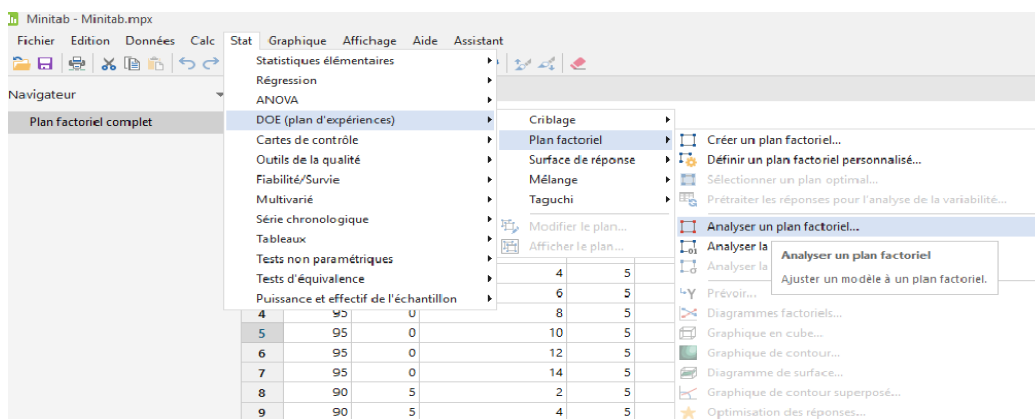 Minitab - Minitab.mpx
Fichier Edition Données Calc Stat Graphique Affichage Aide Assistant
Navigateur
Plan factoriel complet
Statistiques élémentaires
Régression
ANOVA
DOE (plan d'expériences)
Cartes de contrôle
Outils de la qualité
Fiabilité/Survie
Multivarié
Série chronologique
Tableaux
Tests non paramétriques
Tests d'équivalence
Puissance et effectif de l'échantillon
Criblage
Plan factoriel
Surface de réponse
Mélange
Taguchi
Modifier le plan...
Afficher le plan...
Créer un plan factoriel...
Définir un plan factoriel personnalisé...
Sélectionner un plan optimal...
Prétraiter les réponses pour l'analyse de la variabilité...
Analyser un plan factoriel...
Analyser la
Analyser la
Prévoir...
Diagrammes factoriels...
Graphique en cube...
Graphique de contour...
Diagramme de surface...
Graphique de contour superposé...
Optimisation des réponses...
Analyser un plan factoriel
Ajuster un modèle à un plan factoriel.
4 5
6 5
4 95 0 8 5
5 95 0 10 5
6 95 0 12 5
7 95 0 14 5
8 90 5 2 5
9 90 5 4 5